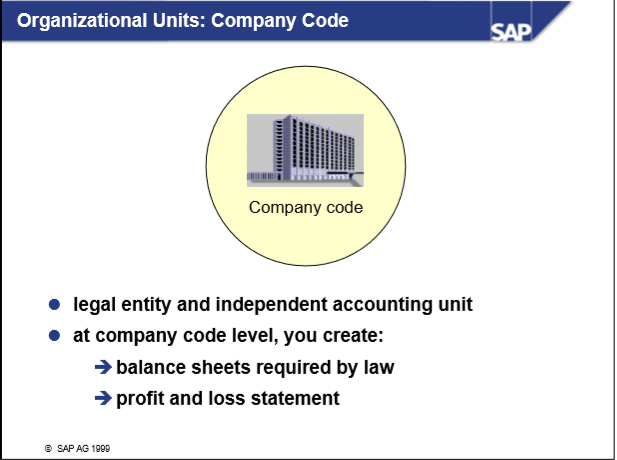 Organizational Units: Company Code
SAP
Company code
legal entity and independent accounting unit
at company code level, you create:
balance sheets required by law
profit and loss statement
© SAP AG 1999